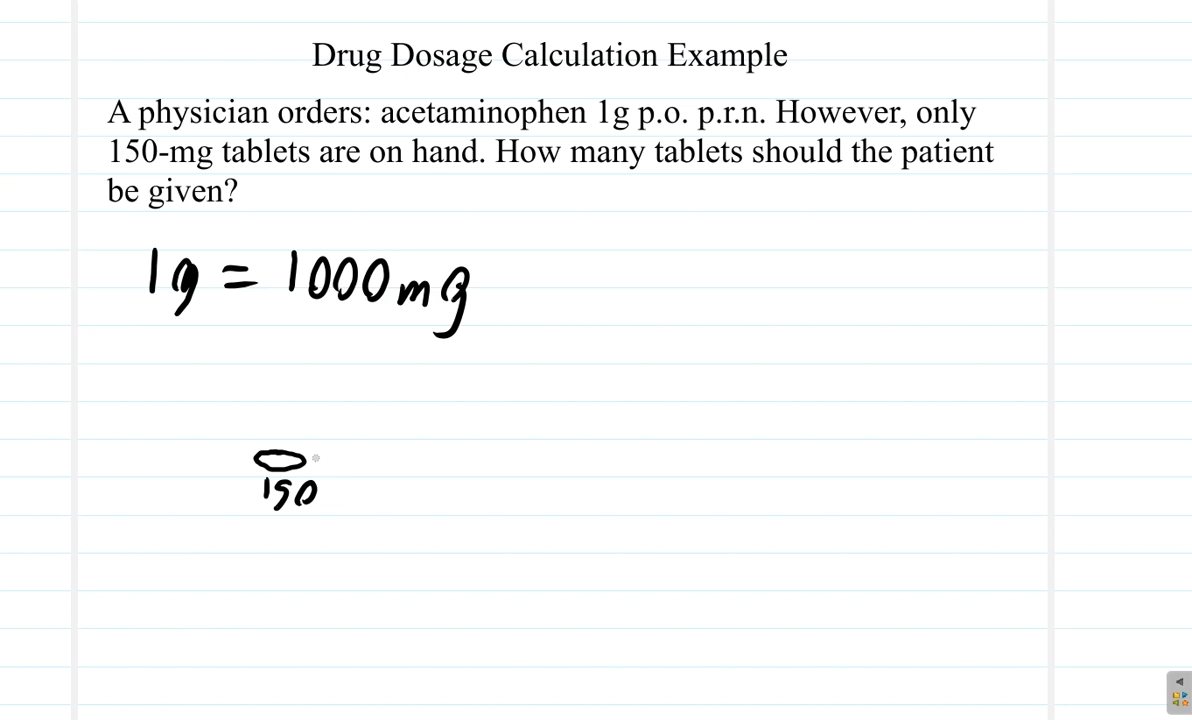 Drug Dosage Calculation Example
A physician orders: acetaminophen 1g p.o. p.r.n. However, only
150-mg tablets are on hand. How many tablets should the patient
be given?
1g = 1000mg
150